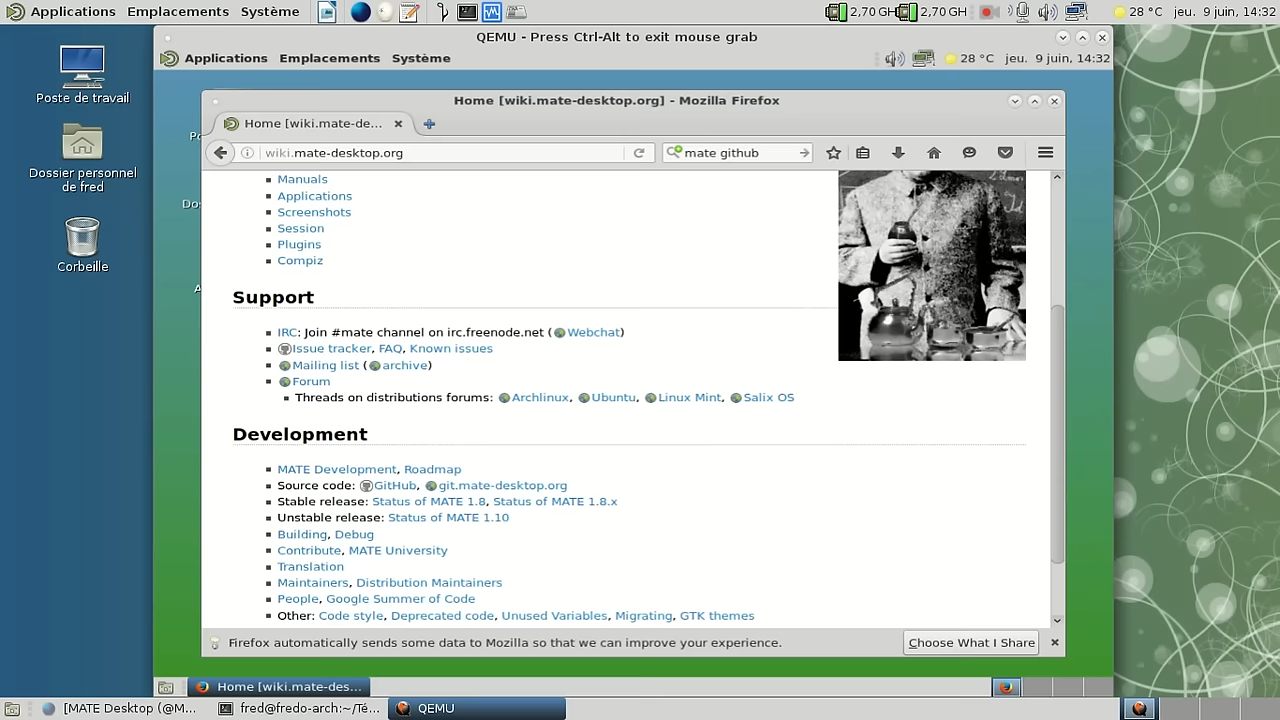 Applications Emplacements Système 2,70 GH 2,70 GH 28 °C jeu. 9 juin, 14:32
QEMU - Press Ctrl-Alt to exit mouse grab
Applications Emplacements Système 28 °C jeu. 9 juin, 14:32
Poste de travail
Dossier personnel
de fred
Corbeille
Home [wiki.mate-desktop.org] - Mozilla Firefox
Home [wiki.mate-de...
wiki.mate-desktop.org mate github
Manuals
Applications
Screenshots
Session
Plugins
Compiz
Support
IRC: Join #mate channel on irc.freenode.net (Webchat)
Issue tracker, FAQ, Known issues
Mailing list (archive)
Forum
Threads on distributions forums: Archlinux, Ubuntu, Linux Mint, Salix OS
Development
MATE Development, Roadmap
Source code: GitHub, git.mate-desktop.org
Stable release: Status of MATE 1.8, Status of MATE 1.8.x
Unstable release: Status of MATE 1.10
Building, Debug
Contribute, MATE University
Translation
Maintainers, Distribution Maintainers
People, Google Summer of Code
Other: Code style, Deprecated code, Unused Variables, Migrating, GTK themes
Firefox automatically sends some data to Mozilla so that we can improve your experience. Choose What I Share
Home [wiki.mate-des...
[MATE Desktop (@M... fred@fredo-arch:~/Té... QEMU